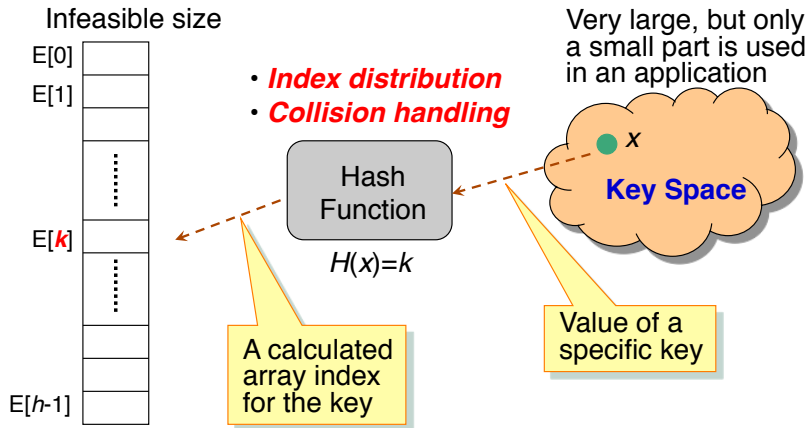 Infeasible size
E[0]
E[1]
E[k]
E[h-1]
• Index distribution
• Collision handling
Hash
Function
H(x)=k
A calculated
array index
for the key
Very large, but only
a small part is used
in an application
x
Key Space
Value of a
specific key